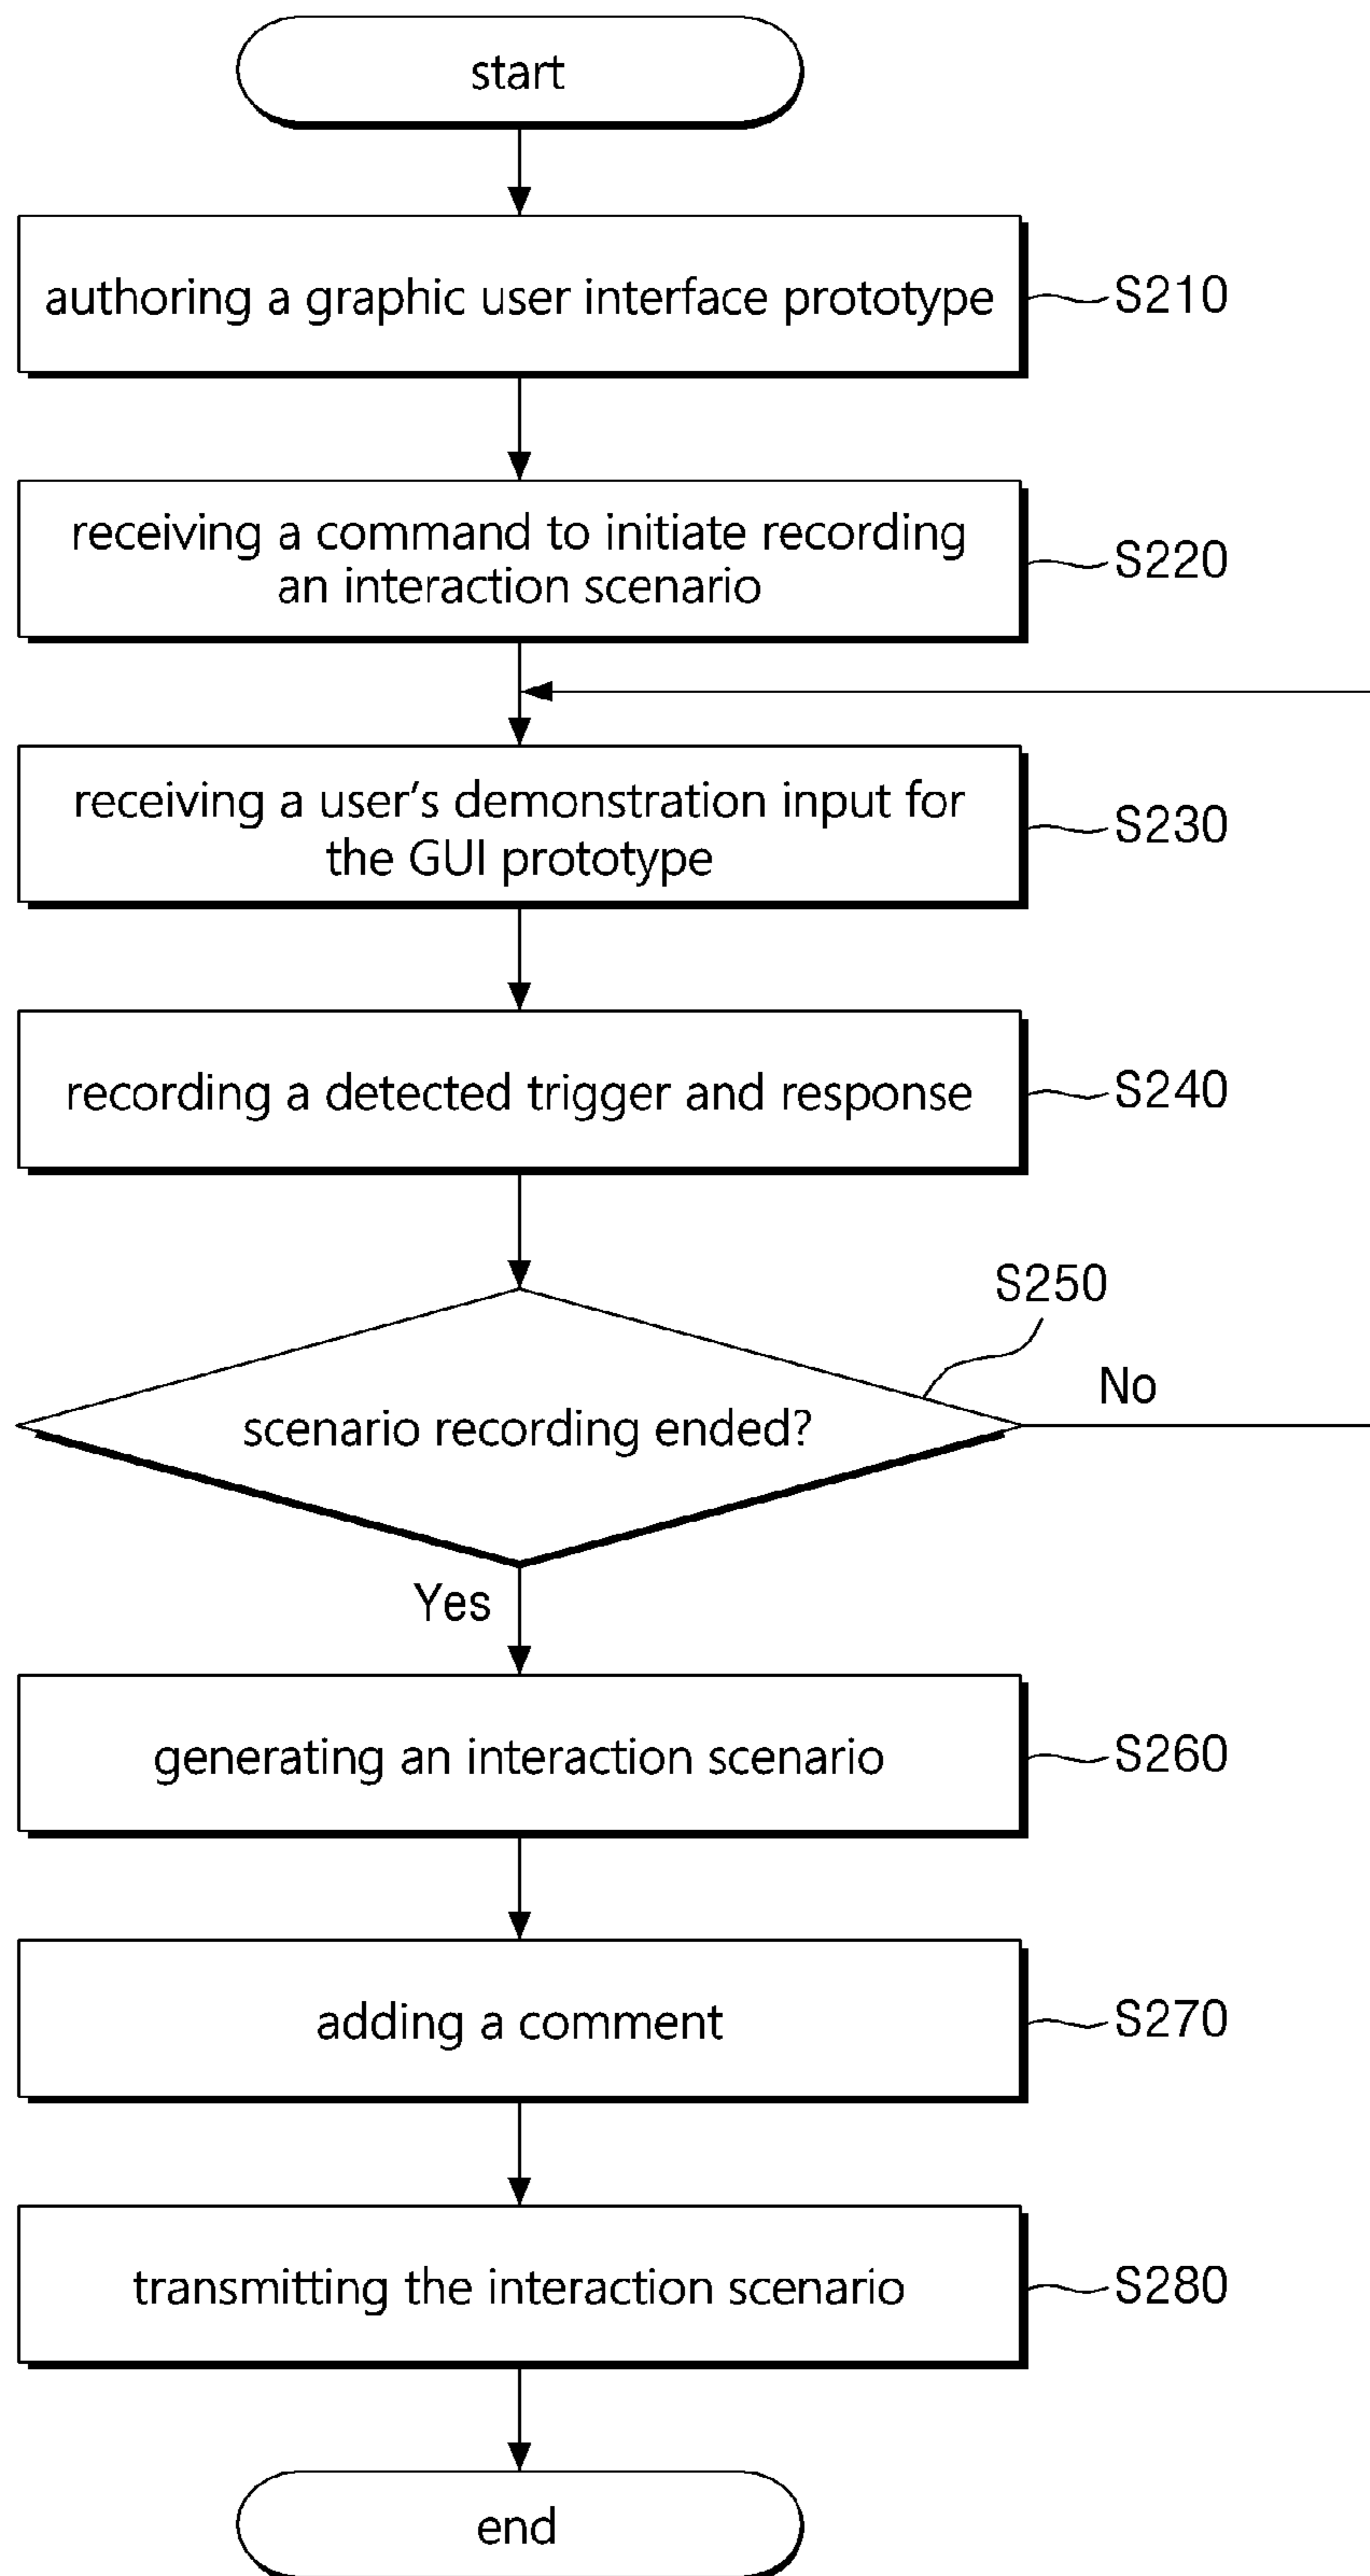 start
authoring a graphic user interface prototype
S210
receiving a command to initiate recording
an interaction scenario
S220
receiving a user's demonstration input for
the GUI prototype
S230
recording a detected trigger and response
S240
S250
No
scenario recording ended?
Yes
generating an interaction scenario
S260
adding a comment
S270
transmitting the interaction scenario
S280
end